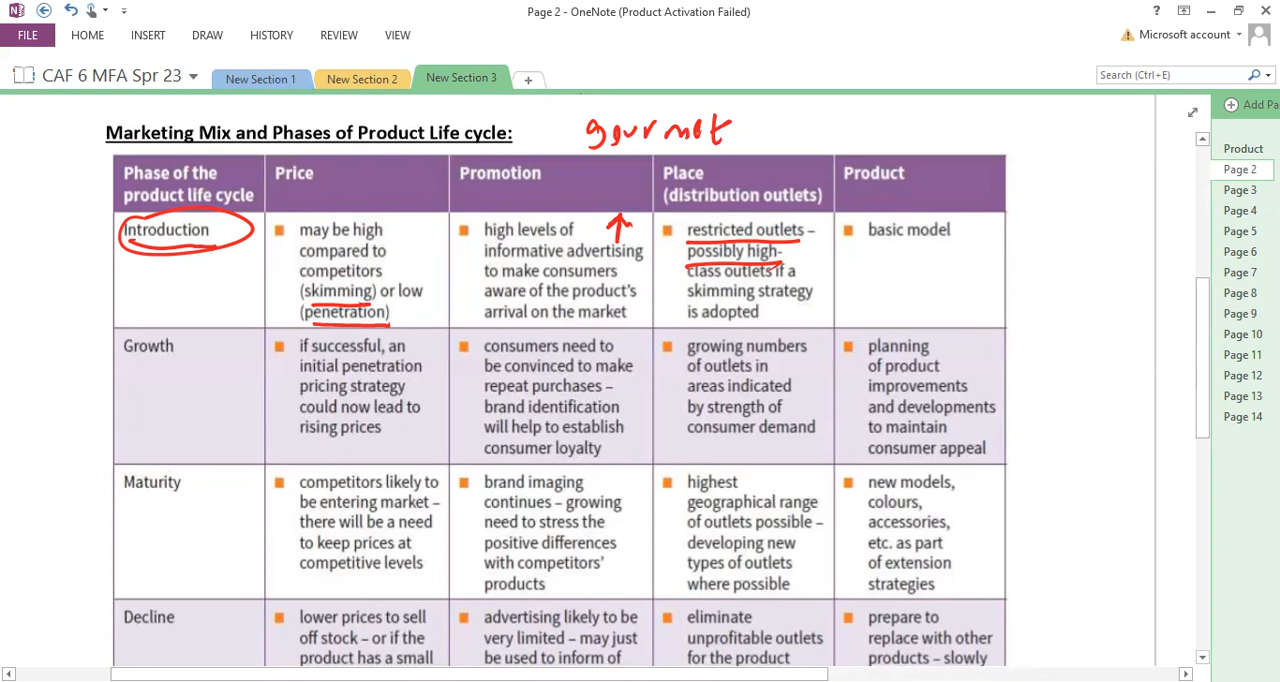 Page 2 - OneNote (Product Activation Failed)
FILE HOME INSERT DRAW HISTORY REVIEW VIEW
Microsoft account
CAF 6 MFA Spr 23
New Section 1
New Section 2
New Section 3
Search (Ctrl+E)
Add Pa
Product
Page 2
Page 3
Page 4
Page 5
Page 6
Page 7
Page 8
Page 9
Page 10
Page 11
Page 12
Page 13
Page 14
Marketing Mix and Phases of Product Life cycle:
gourmet
Phase of the
product life cycle
Price
Promotion
Place
(distribution outlets)
Product
Introduction
may be high
compared to
competitors
(skimming) or low
(penetration)
high levels of
informative advertising
to make consumers
aware of the product's
arrival on the market
restricted outlets –
possibly high-
class outlets if a
skimming strategy
is adopted
basic model
Growth
if successful, an
initial penetration
pricing strategy
could now lead to
rising prices
consumers need to
be convinced to make
repeat purchases –
brand identification
will help to establish
consumer loyalty
growing numbers
of outlets in
areas indicated
by strength of
consumer demand
planning
of product
improvements
and developments
to maintain
consumer appeal
Maturity
competitors likely to
be entering market –
there will be a need
to keep prices at
competitive levels
brand imaging
continues – growing
need to stress the
positive differences
with competitors'
products
highest
geographical range
of outlets possible –
developing new
types of outlets
where possible
new models,
colours,
accessories,
etc. as part
of extension
strategies
Decline
lower prices to sell
off stock – or if the
product has a small
advertising likely to be
very limited – may just
be used to inform of
eliminate
unprofitable outlets
for the product
prepare to
replace with other
products – slowly